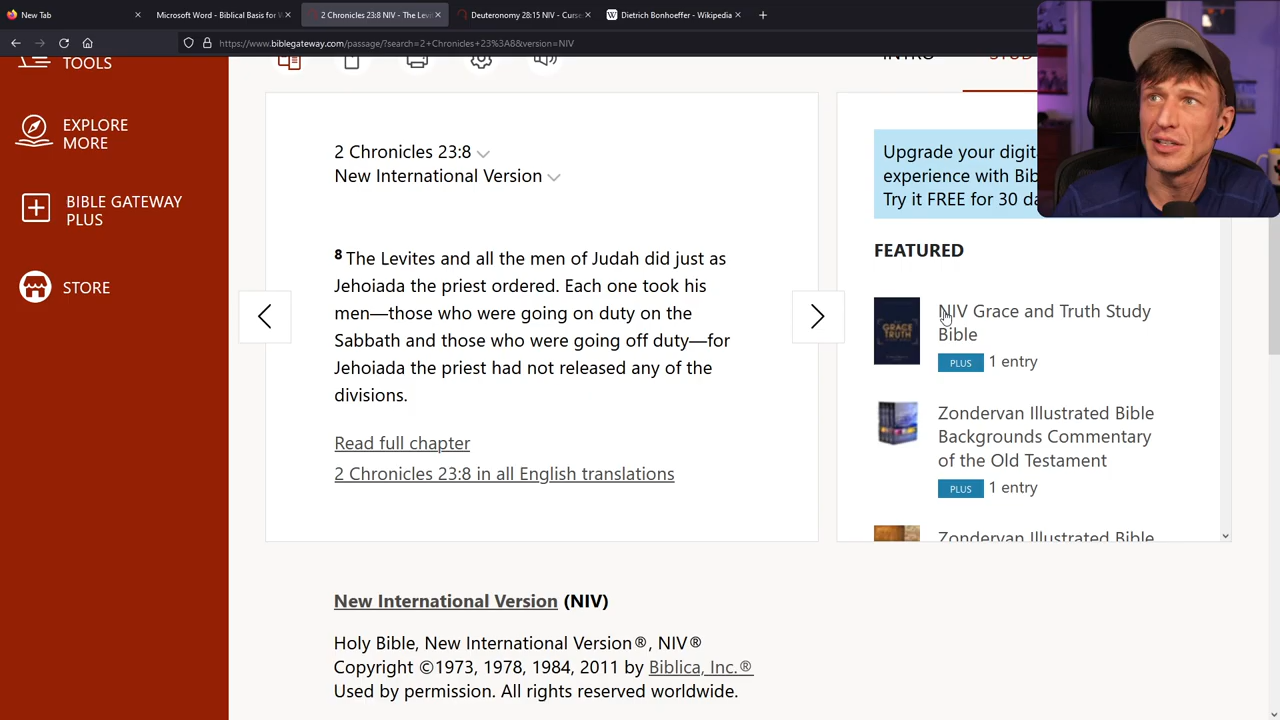 New Tab
Microsoft Word - Biblical Basis for
2 Chronicles 23:8 NIV - The Levi
Deuteronomy 28:15 NIV - Curse
Dietrich Bonhoeffer - Wikipedia
https://www.biblegateway.com/passage/?search=2+Chronicles+23%3A8&version=NIV
TOOLS
EXPLORE
MORE
BIBLE GATEWAY
PLUS
STORE
INTRO
STUD
2 Chronicles 23:8
New International Version
8 The Levites and all the men of Judah did just as
Jehoiada the priest ordered. Each one took his
men—those who were going on duty on the
Sabbath and those who were going off duty—for
Jehoiada the priest had not released any of the
divisions.
Read full chapter
2 Chronicles 23:8 in all English translations
Upgrade your digit
experience with Bib
Try it FREE for 30 da
FEATURED
NIV Grace and Truth Study
Bible
PLUS 1 entry
GRACE
TRUTH
Zondervan Illustrated Bible
Backgrounds Commentary
of the Old Testament
PLUS 1 entry
Zondervan Illustrated Bible
New International Version (NIV)
Holy Bible, New International Version®, NIV®
Copyright ©1973, 1978, 1984, 2011 by Biblica, Inc.®
Used by permission. All rights reserved worldwide.